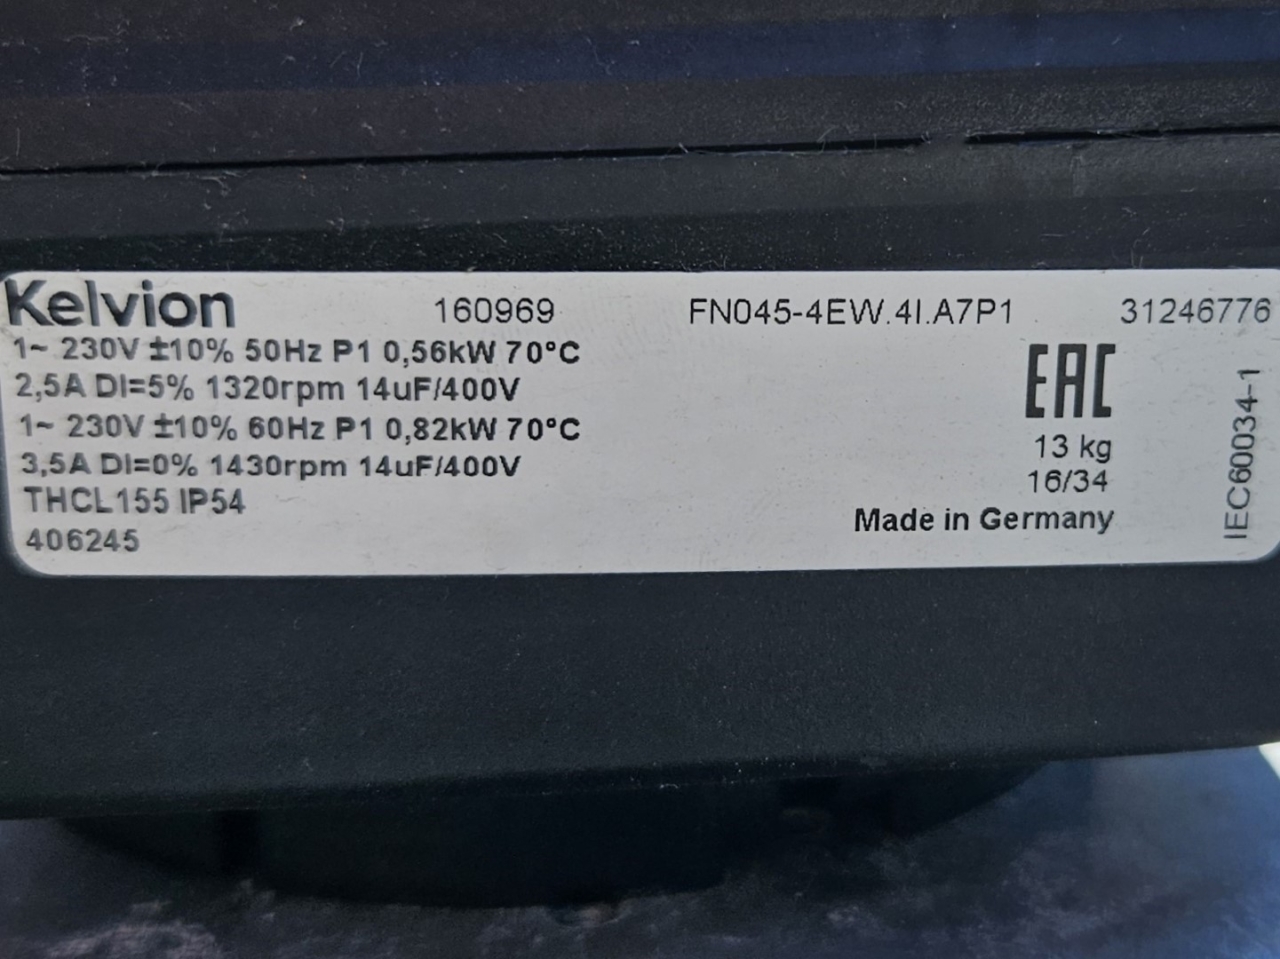 Kelvion 160969 FN045-4EW.4I.A7P1 31246776
1~ 230V ±10% 50Hz P1 0,56kW 70°C
2,5A DI=5% 1320rpm 14uF/400V
1~ 230V ±10% 60Hz P1 0,82kW 70°C
3,5A DI=0% 1430rpm 14uF/400V
THCL155 IP54
406245
EAC
13 kg
16/34
Made in Germany
IEC60034-1